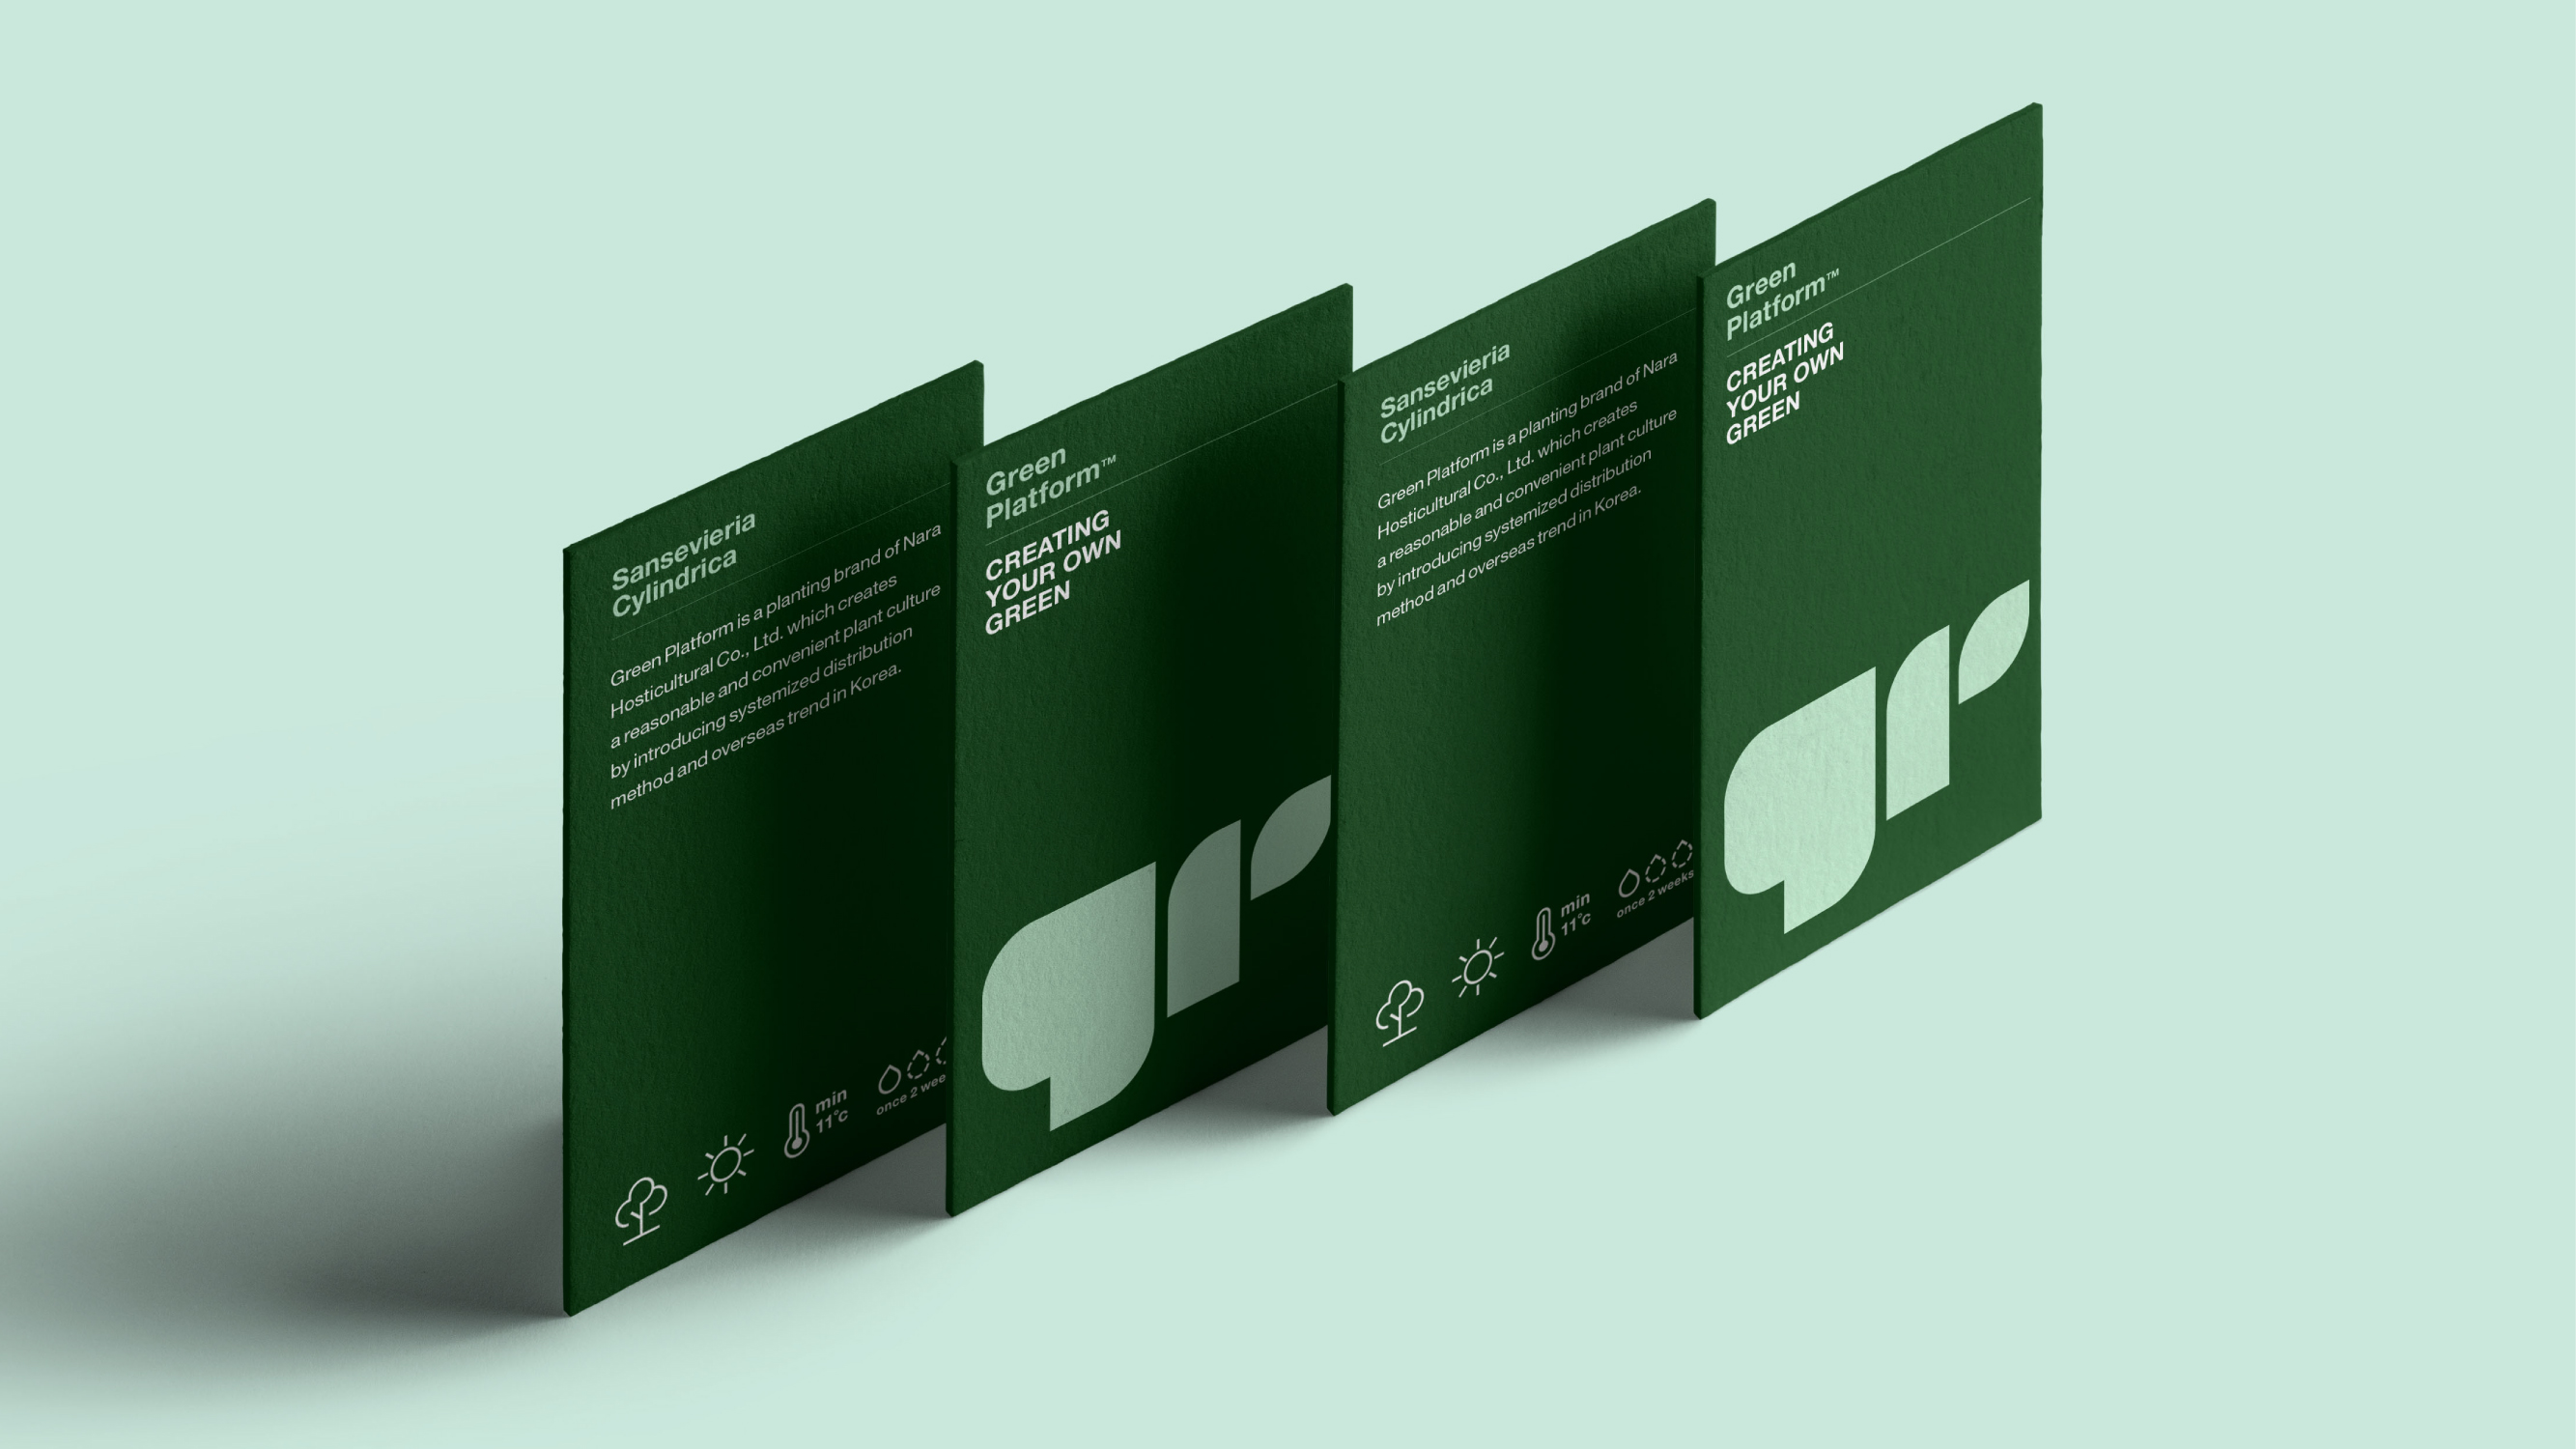 Sansevieria
Cylindrica
Green Platform is a planting brand of Nara
Hosticultural Co., Ltd. which creates
a reasonable and convenient plant culture
by introducing systemized distribution
method and overseas trend in Korea.
min
11°c
once 2
Green
Platform™
CREATING
YOUR OWN
GREEN
gr
Sansevieria
Cylindrica
Green Platform is a planting brand of Nara
Hosticultural Co., Ltd. which creates
a reasonable and convenient plant culture
by introducing systemized distribution
method and overseas trend in Korea.
min
11°c
once 2 weeks
Green
Platform™
CREATING
YOUR OWN
GREEN
gr